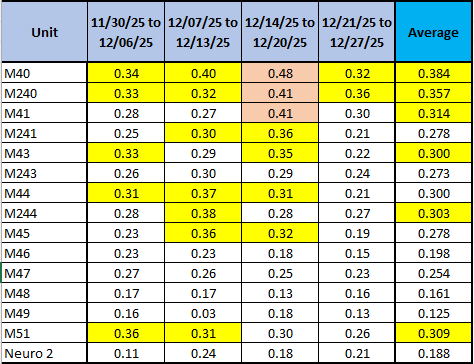 Unit 11/30/25 to 12/06/25 12/07/25 to 12/13/25 12/14/25 to 12/20/25 12/21/25 to 12/27/25 Average
M40 0.34 0.40 0.48 0.32 0.384
M240 0.33 0.32 0.41 0.36 0.357
M41 0.28 0.27 0.41 0.30 0.314
M241 0.25 0.30 0.36 0.21 0.278
M43 0.33 0.29 0.35 0.22 0.300
M243 0.26 0.30 0.29 0.24 0.273
M44 0.31 0.37 0.31 0.21 0.300
M244 0.28 0.38 0.28 0.27 0.303
M45 0.23 0.36 0.32 0.19 0.278
M46 0.23 0.23 0.18 0.15 0.198
M47 0.27 0.26 0.25 0.23 0.254
M48 0.17 0.17 0.13 0.16 0.161
M49 0.16 0.03 0.18 0.13 0.125
M51 0.36 0.31 0.30 0.26 0.309
Neuro 2 0.11 0.24 0.18 0.21 0.188